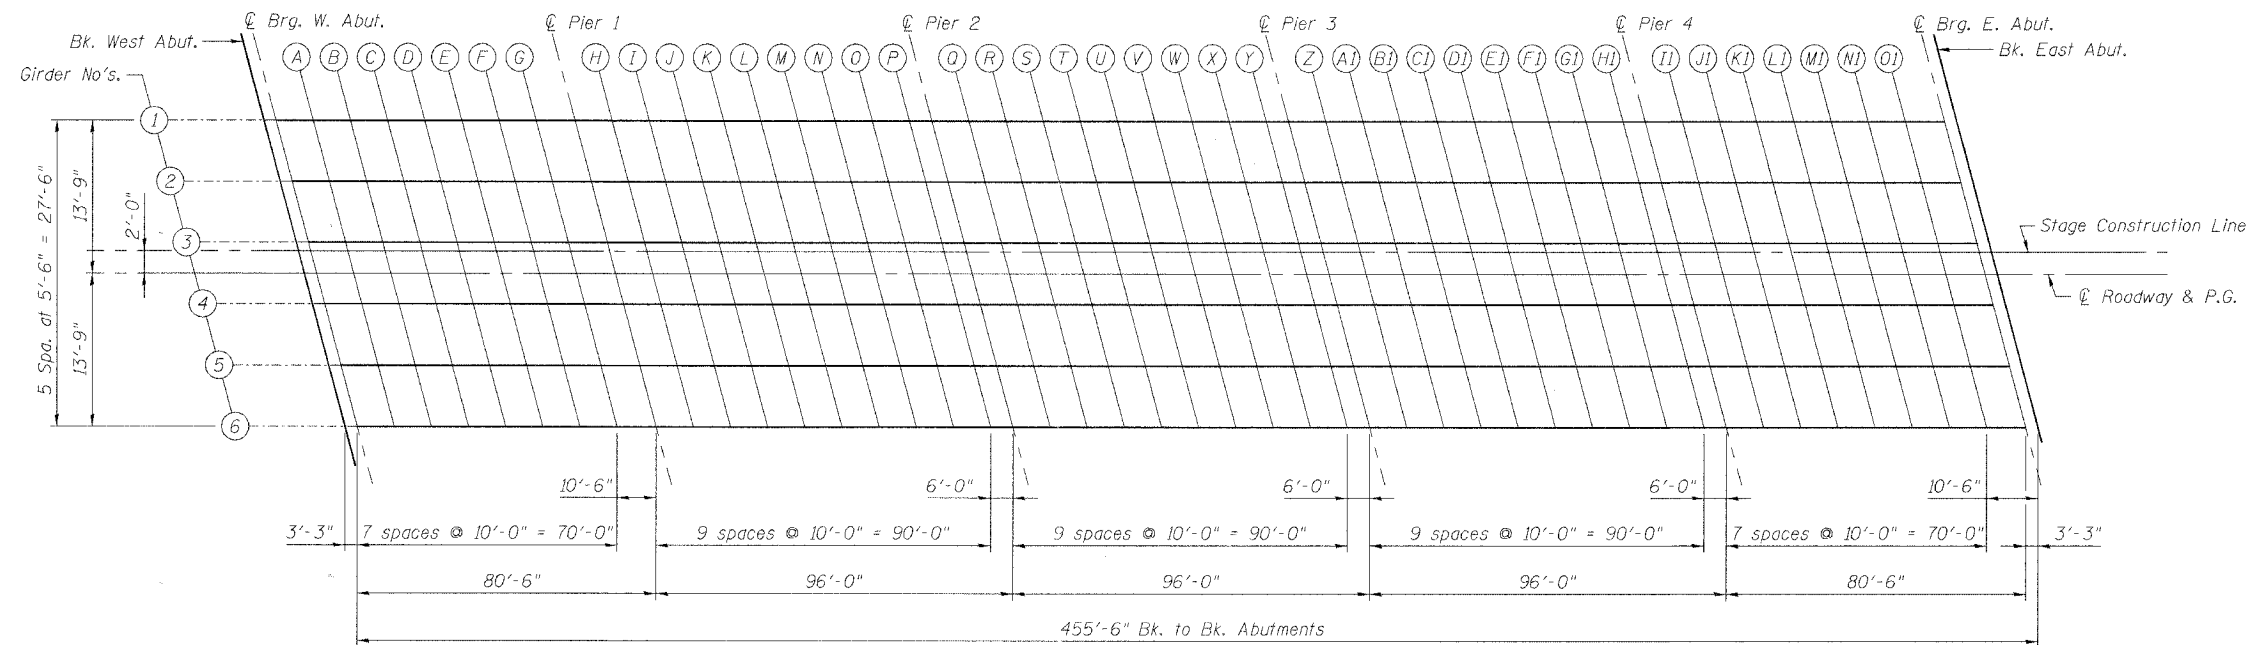 ℄ Brg. W. Abut.
℄ Pier 1
℄ Pier 2
℄ Pier 3
℄ Pier 4
℄ Brg. E. Abut.
Bk. West Abut.
Bk. East Abut.
A B C D E F G H I J K L M N O P Q R S T U V W X Y Z A1 B1 C1 D1 E1 F1 G1 H1 I1 J1 K1 L1 M1 N1 O1
Girder No's.
1
2
3
4
5
6
5 Spa. at 5'-6" = 27'-6"
13'-9"
13'-9"
2'-0"
Stage Construction Line
℄ Roadway & P.G.
10'-6"
6'-0"
6'-0"
6'-0"
10'-6"
3'-3"
7 spaces @ 10'-0" = 70'-0"
9 spaces @ 10'-0" = 90'-0"
9 spaces @ 10'-0" = 90'-0"
9 spaces @ 10'-0" = 90'-0"
7 spaces @ 10'-0" = 70'-0"
3'-3"
80'-6"
96'-0"
96'-0"
96'-0"
80'-6"
455'-6" Bk. to Bk. Abutments